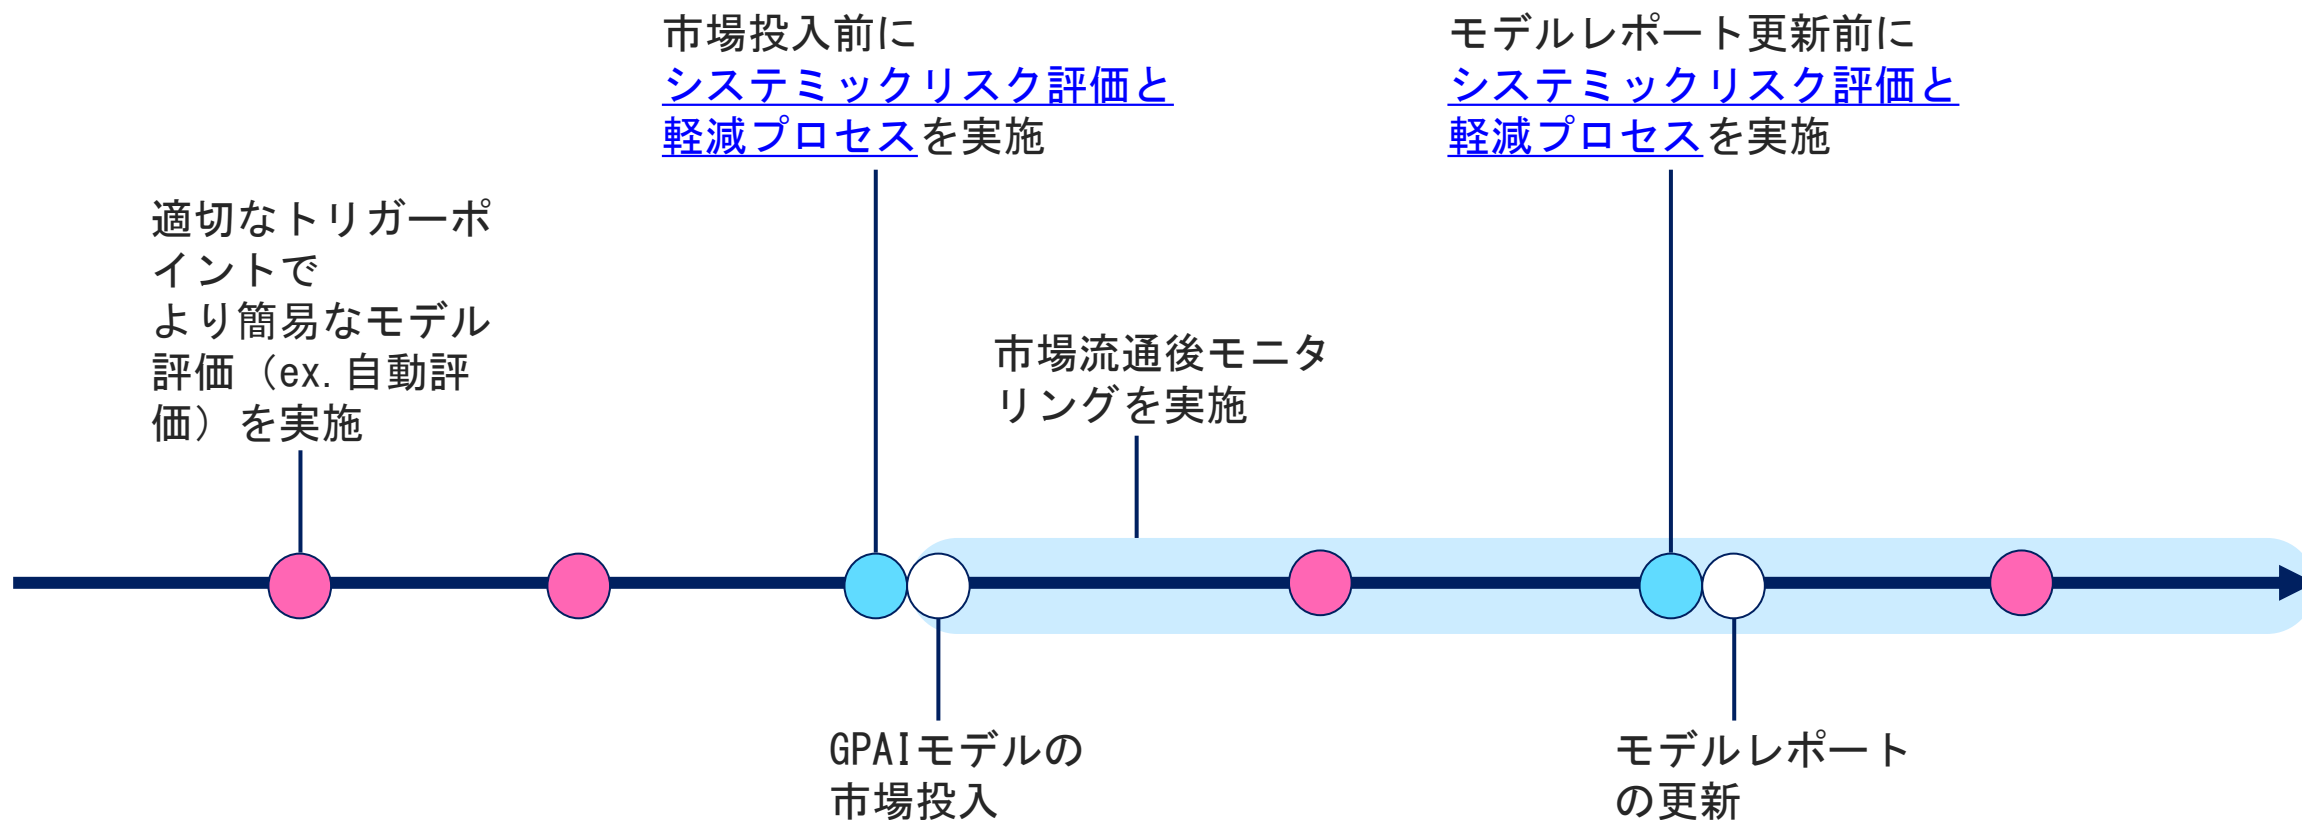 市場投入前に
システミックリスク評価と
軽減プロセスを実施
モデルレポート更新前に
システミックリスク評価と
軽減プロセスを実施
適切なトリガーポ
イントで
より簡易なモデル
評価（ex.自動評
価）を実施
市場流通後モニタ
リングを実施
GPAIモデルの
市場投入
モデルレポート
の更新